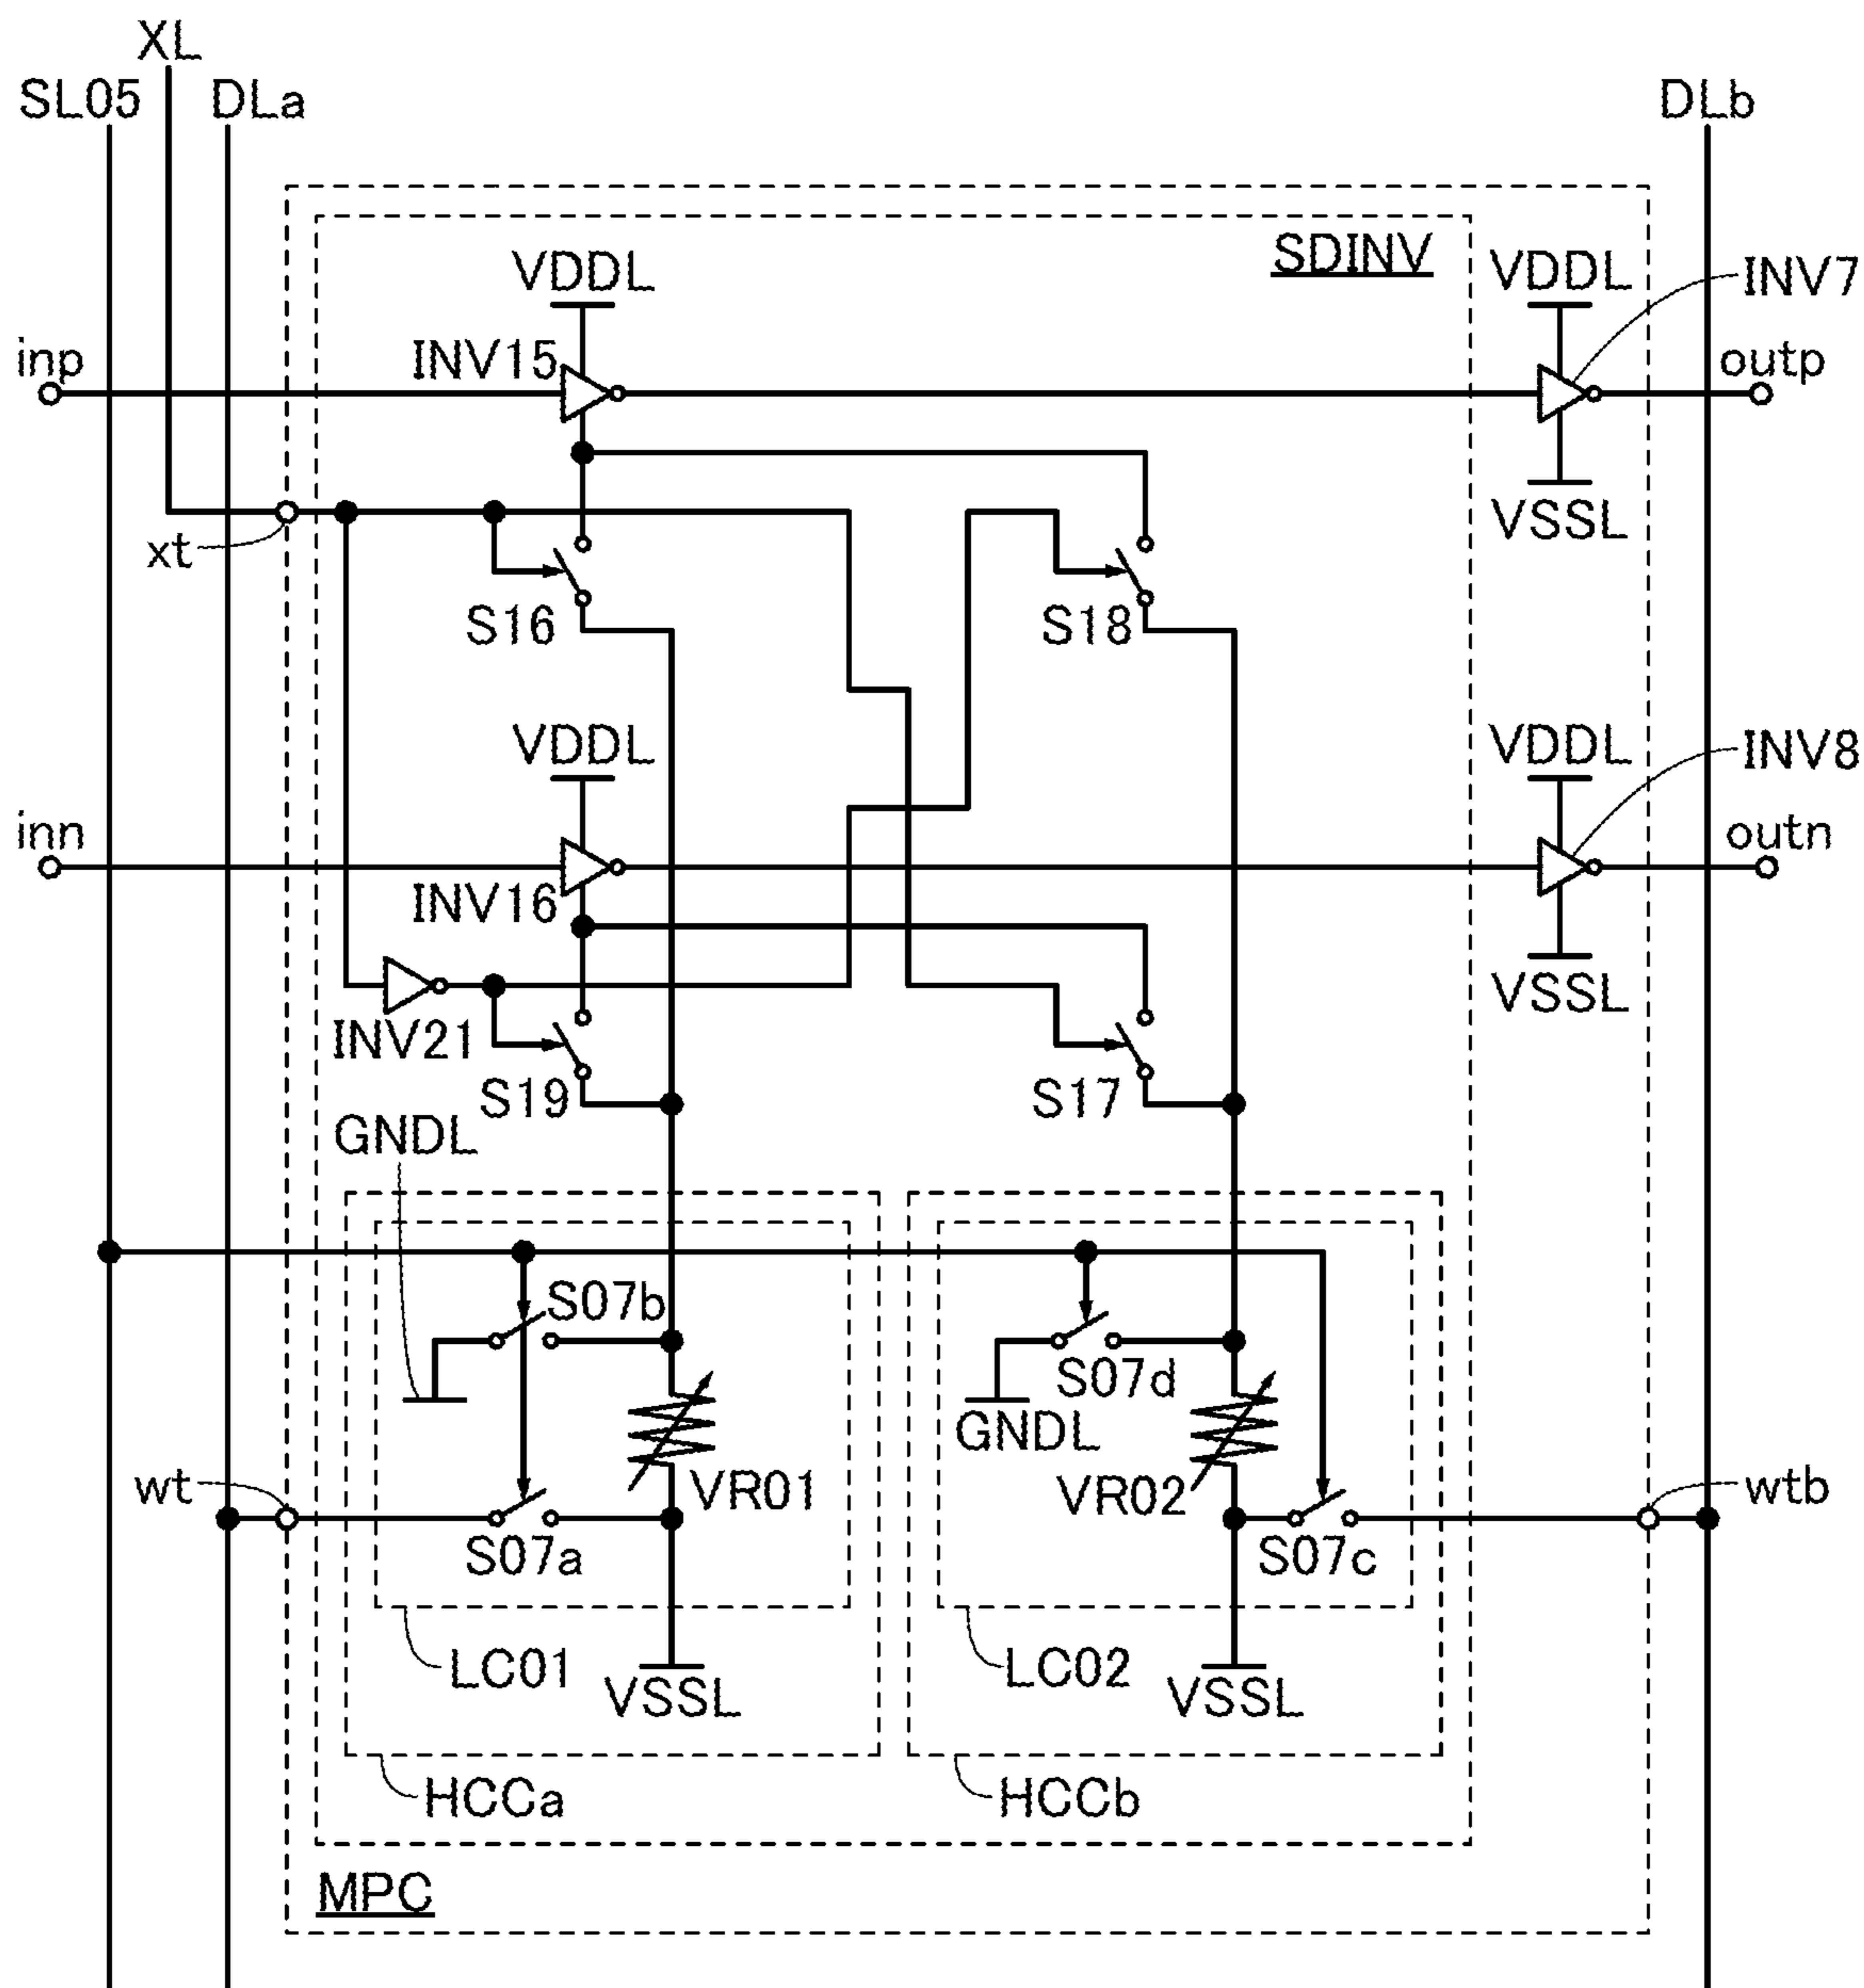 XL
SL05
DLa
DLb
SDINV
VDDL
VDDL
INV7
inp
INV15
outp
VSSL
xt
S16
S18
VDDL
VDDL
INV8
inn
outn
INV16
VSSL
INV21
S19
S17
GNDL
S07b
S07d
GNDL
wt
VR01
VR02
wtb
S07a
S07c
LC01
VSSL
LC02
VSSL
HCCa
HCCb
MPC